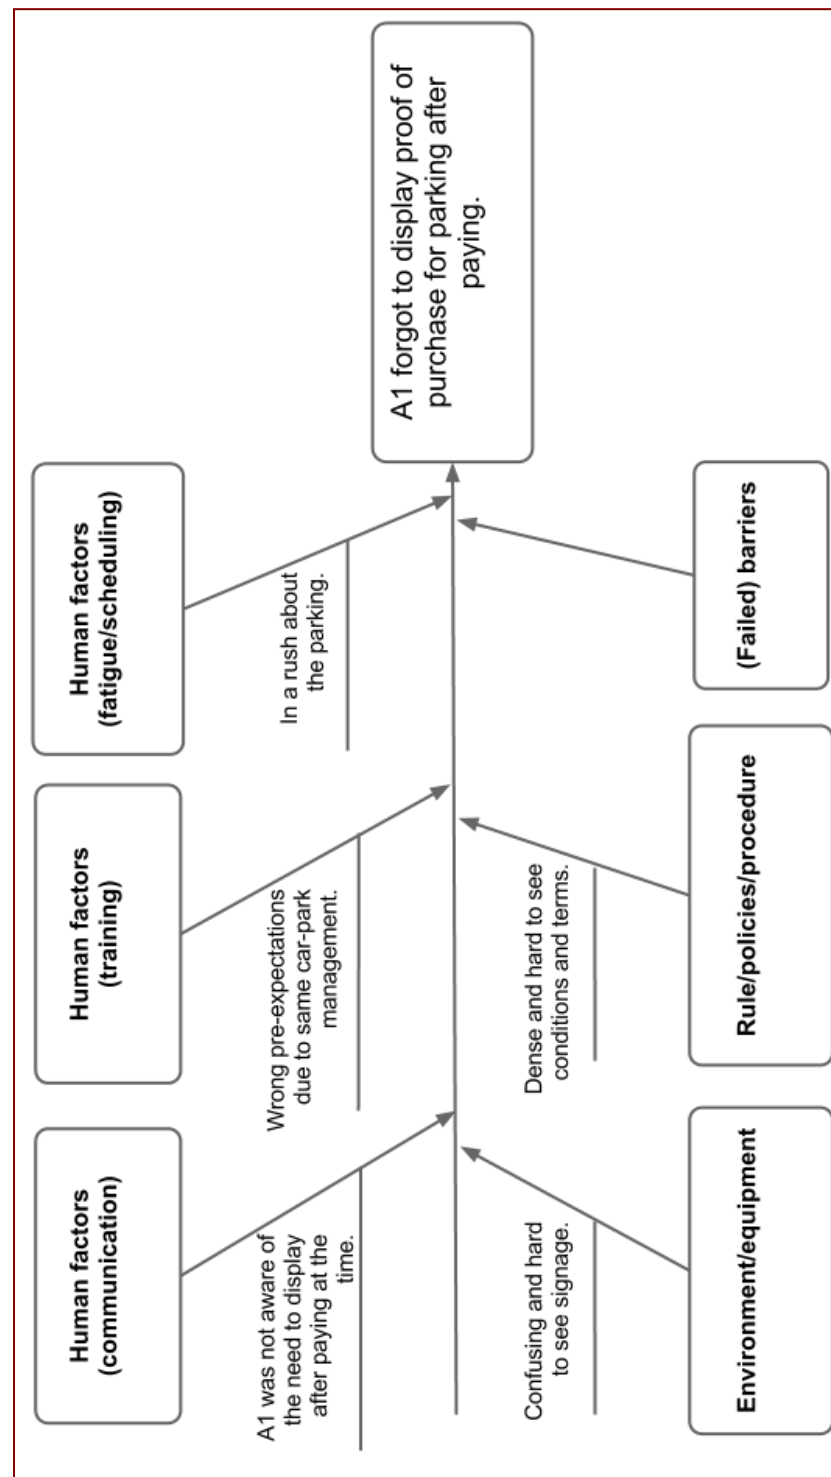 Human factors
(communication)
Human factors
(training)
Human factors
(fatigue/scheduling)
A1 was not aware of
the need to display
after paying at the
time.
Wrong pre-expectations
due to same car-park
management.
In a rush about
the parking.
A1 forgot to display proof of
purchase for parking after
paying.
Confusing and hard
to see signage.
Dense and hard to see
conditions and terms.
Environment/equipment
Rule/policies/procedure
(Failed) barriers